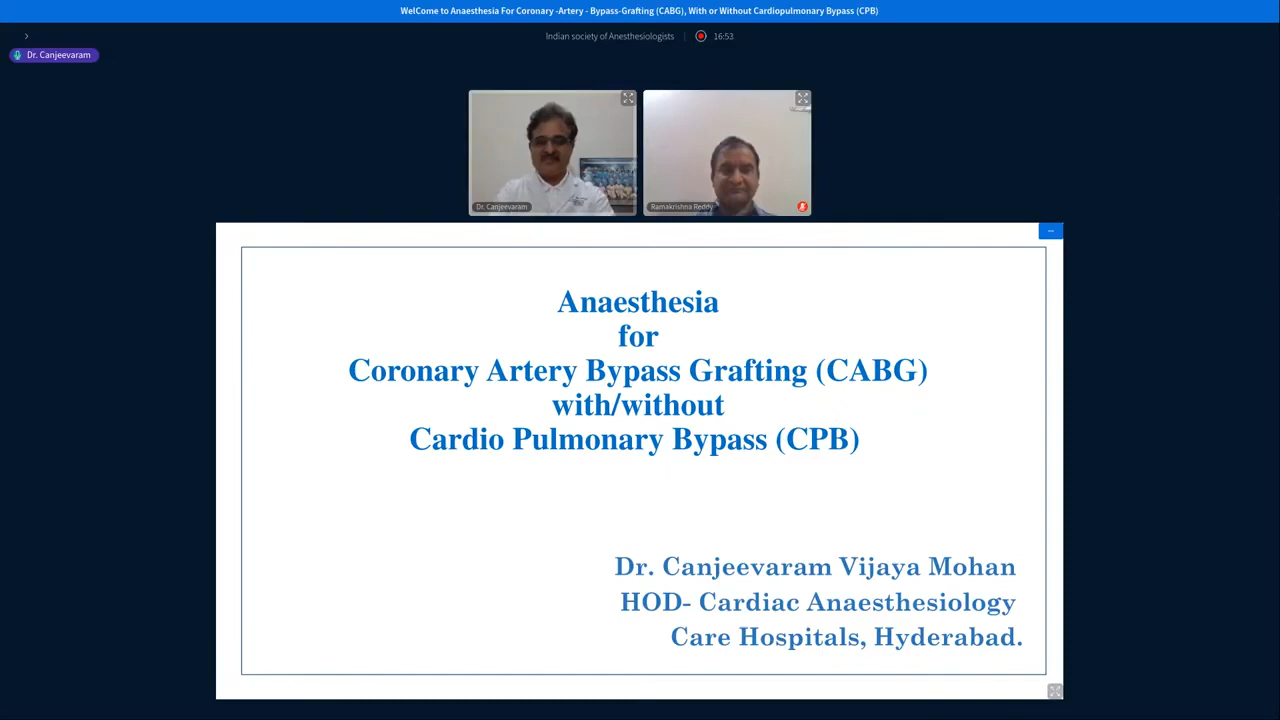 WelCome to Anaesthesia For Coronary -Artery - Bypass-Grafting (CABG), With or Without Cardiopulmonary Bypass (CPB)
Indian society of Anesthesiologists
16:53
Dr. Canjeevaram
Dr. Canjeevaram
Ramakrishna Reddy
Anaesthesia
for
Coronary Artery Bypass Grafting (CABG)
with/without
Cardio Pulmonary Bypass (CPB)
Dr. Canjeevaram Vijaya Mohan
HOD- Cardiac Anaesthesiology
Care Hospitals, Hyderabad.